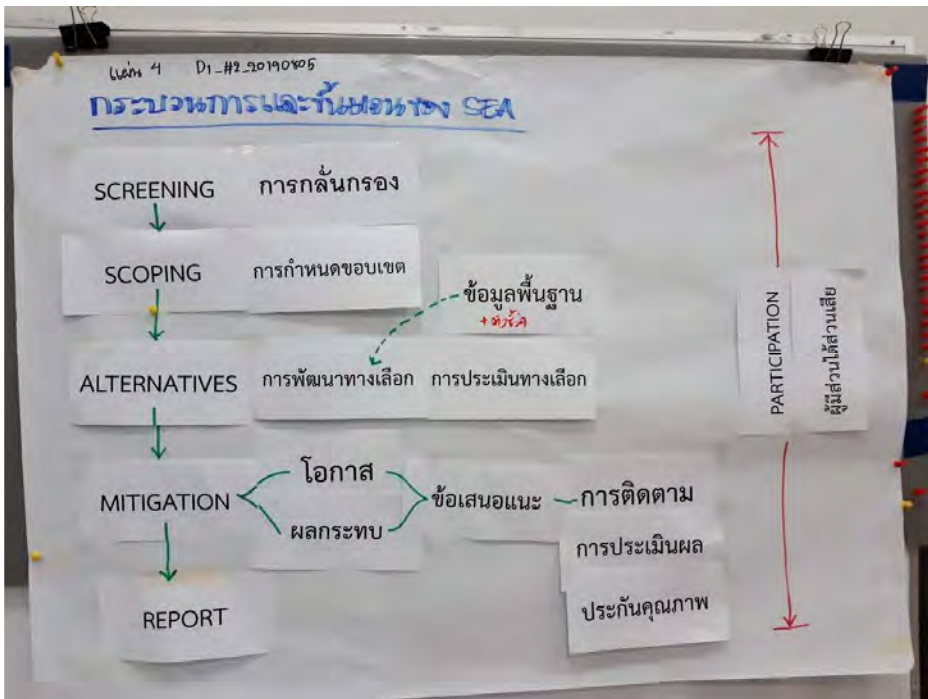 แผ่น 4 D1_#2_20190805
กระบวนการและขั้นตอนของ SEA
SCREENING การกลั่นกรอง
SCOPING การกำหนดขอบเขต
ข้อมูลพื้นฐาน
+ตัวชี้วัด
ALTERNATIVES การพัฒนาทางเลือก การประเมินทางเลือก
MITIGATION
โอกาส
ผลกระทบ
ข้อเสนอแนะ
การติดตาม
การประเมินผล
ประกันคุณภาพ
REPORT
PARTICIPATION
ผู้มีส่วนได้ส่วนเสีย